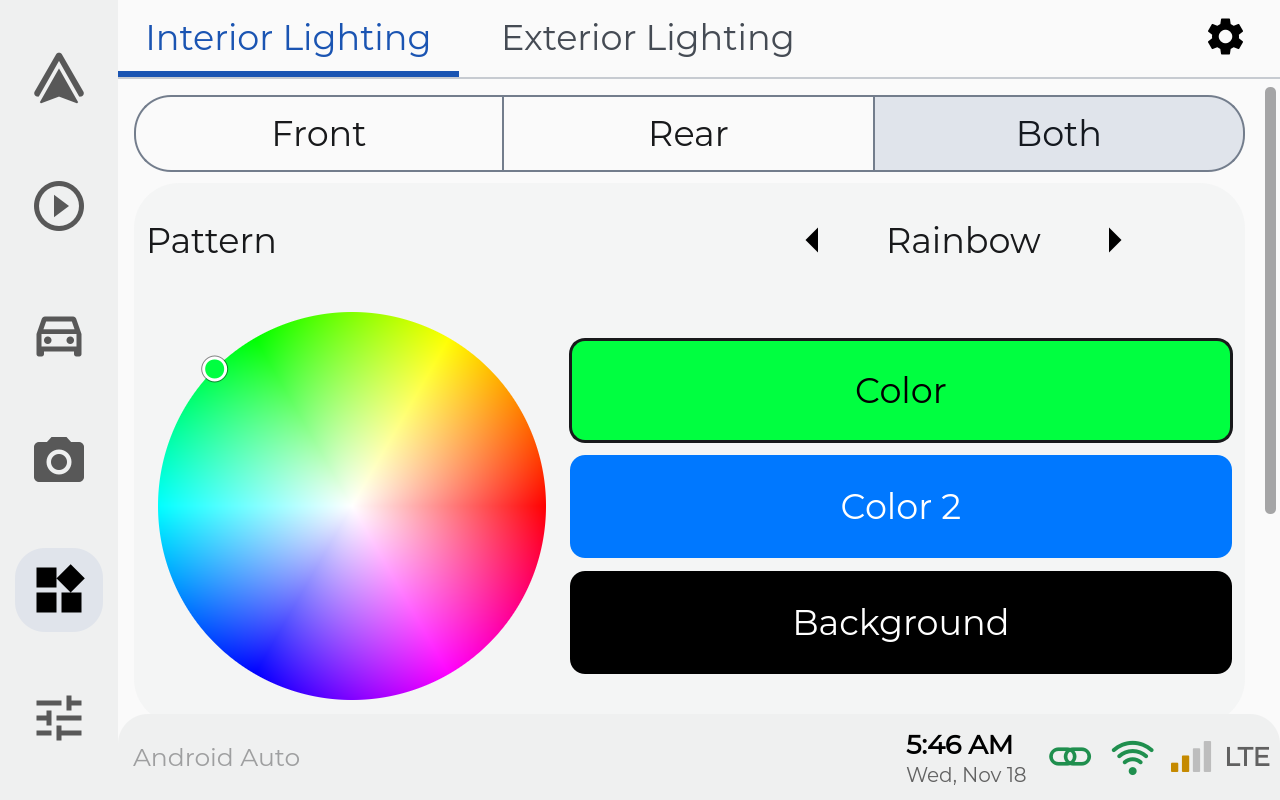 Interior Lighting
Exterior Lighting
Front
Rear
Both
Pattern
Rainbow
Color
Color 2
Background
Android Auto
5:46 AM
Wed, Nov 18
LTE